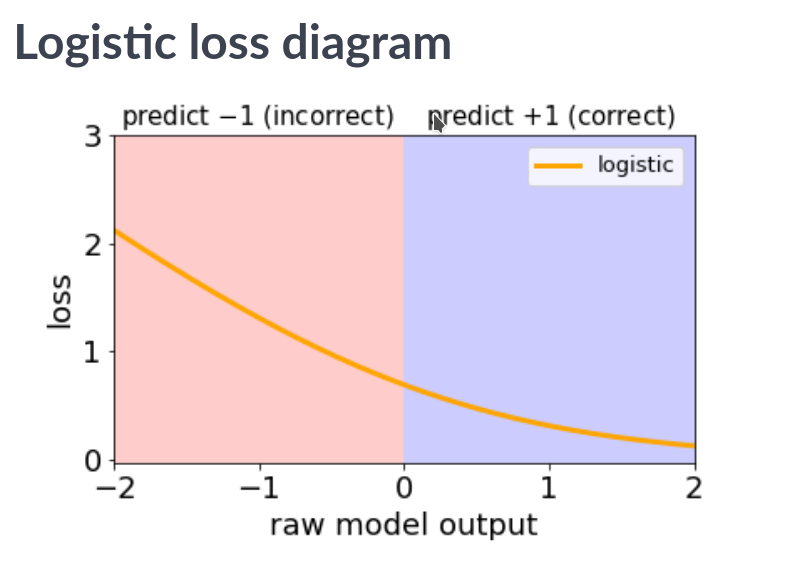 Logistic loss diagram
predict −1 (incorrect) predict +1 (correct)
3
logistic
2
loss
1
0
−2 −1 0 1 2
raw model output